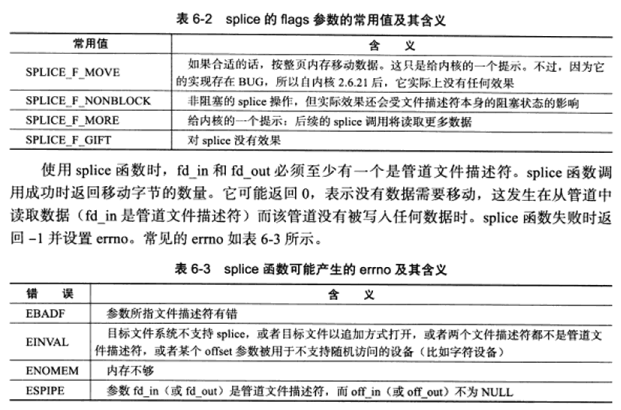 表 6-2 splice 的 flags 参数的常用值及其含义
常用值 含 义
SPLICE_F_MOVE 如果合适的话，按整页内存移动数据。这只是给内核的一个提示。不过，因为它
的实现存在 BUG，所以自内核 2.6.21 后，它实际上没有任何效果
SPLICE_F_NONBLOCK 非阻塞的 splice 操作，但实际效果还会受文件描述符本身的阻塞状态的影响
SPLICE_F_MORE 给内核的一个提示：后续的 splice 调用将读取更多数据
SPLICE_F_GIFT 对 splice 没有效果
使用 splice 函数时，fd_in 和 fd_out 必须至少有一个是管道文件描述符。splice 函数调
用成功时返回移动字节的数量。它可能返回 0，表示没有数据需要移动，这发生在从管道中
读取数据（fd_in 是管道文件描述符）而该管道没有被写入任何数据时。splice 函数失败时返
回 –1 并设置 errno。常见的 errno 如表 6-3 所示。
表 6-3 splice 函数可能产生的 errno 及其含义
错 误 含 义
EBADF 参数所指文件描述符有错
EINVAL 目标文件系统不支持 splice，或者目标文件以追加方式打开，或者两个文件描述符都不是管道文
件描述符，或者某个 offset 参数被用于不支持随机访问的设备（比如字符设备）
ENOMEM 内存不够
ESPIPE 参数 fd_in（或 fd_out）是管道文件描述符，而 off_in（或 off_out）不为 NULL